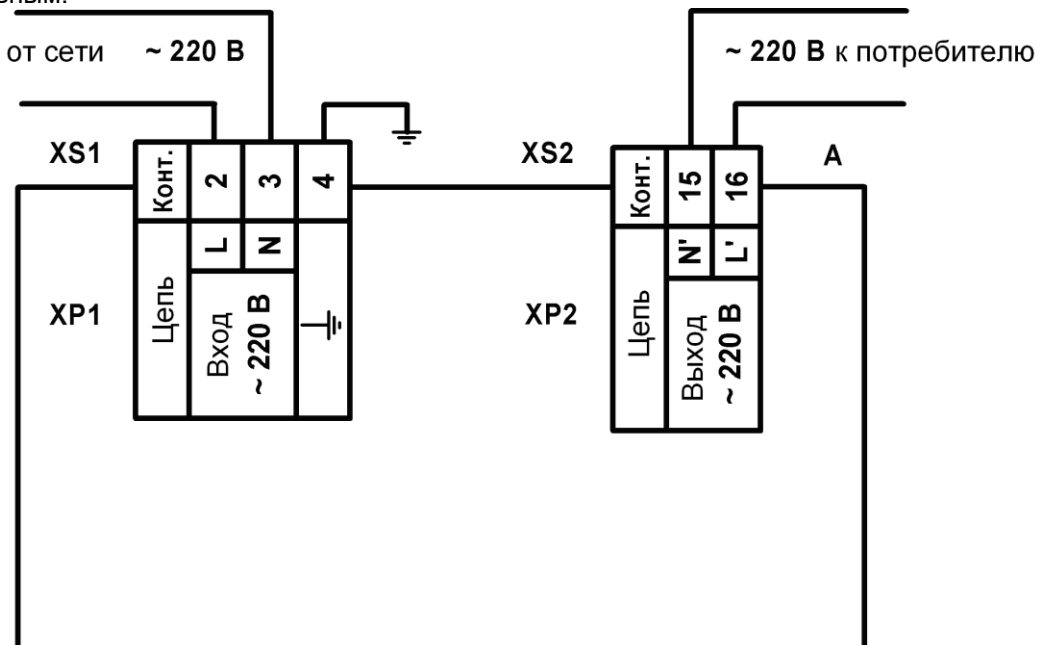 ьным.
от сети ~ 220 В
~ 220 В к потребителю
XS1
Конт. 2 3 4
XS2
Конт. 15 16
A
XP1
Цепь L N
Вход
~ 220 В
XP2
Цепь N' L'
Выход
~ 220 В